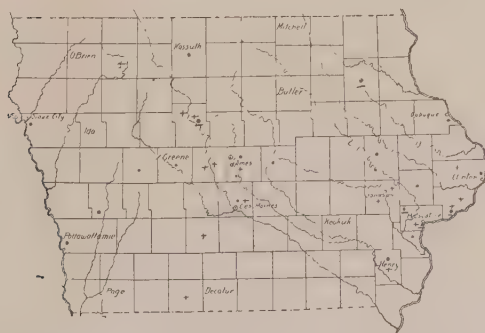 Mitchell
O'Brien
Kossuth
Butler
Sioux City
Dubuque
Ida
Greene
Ames
Clinton
Des Moines
Johnson
Keokuk
Pottawattamie
Henry
Page
Decatur